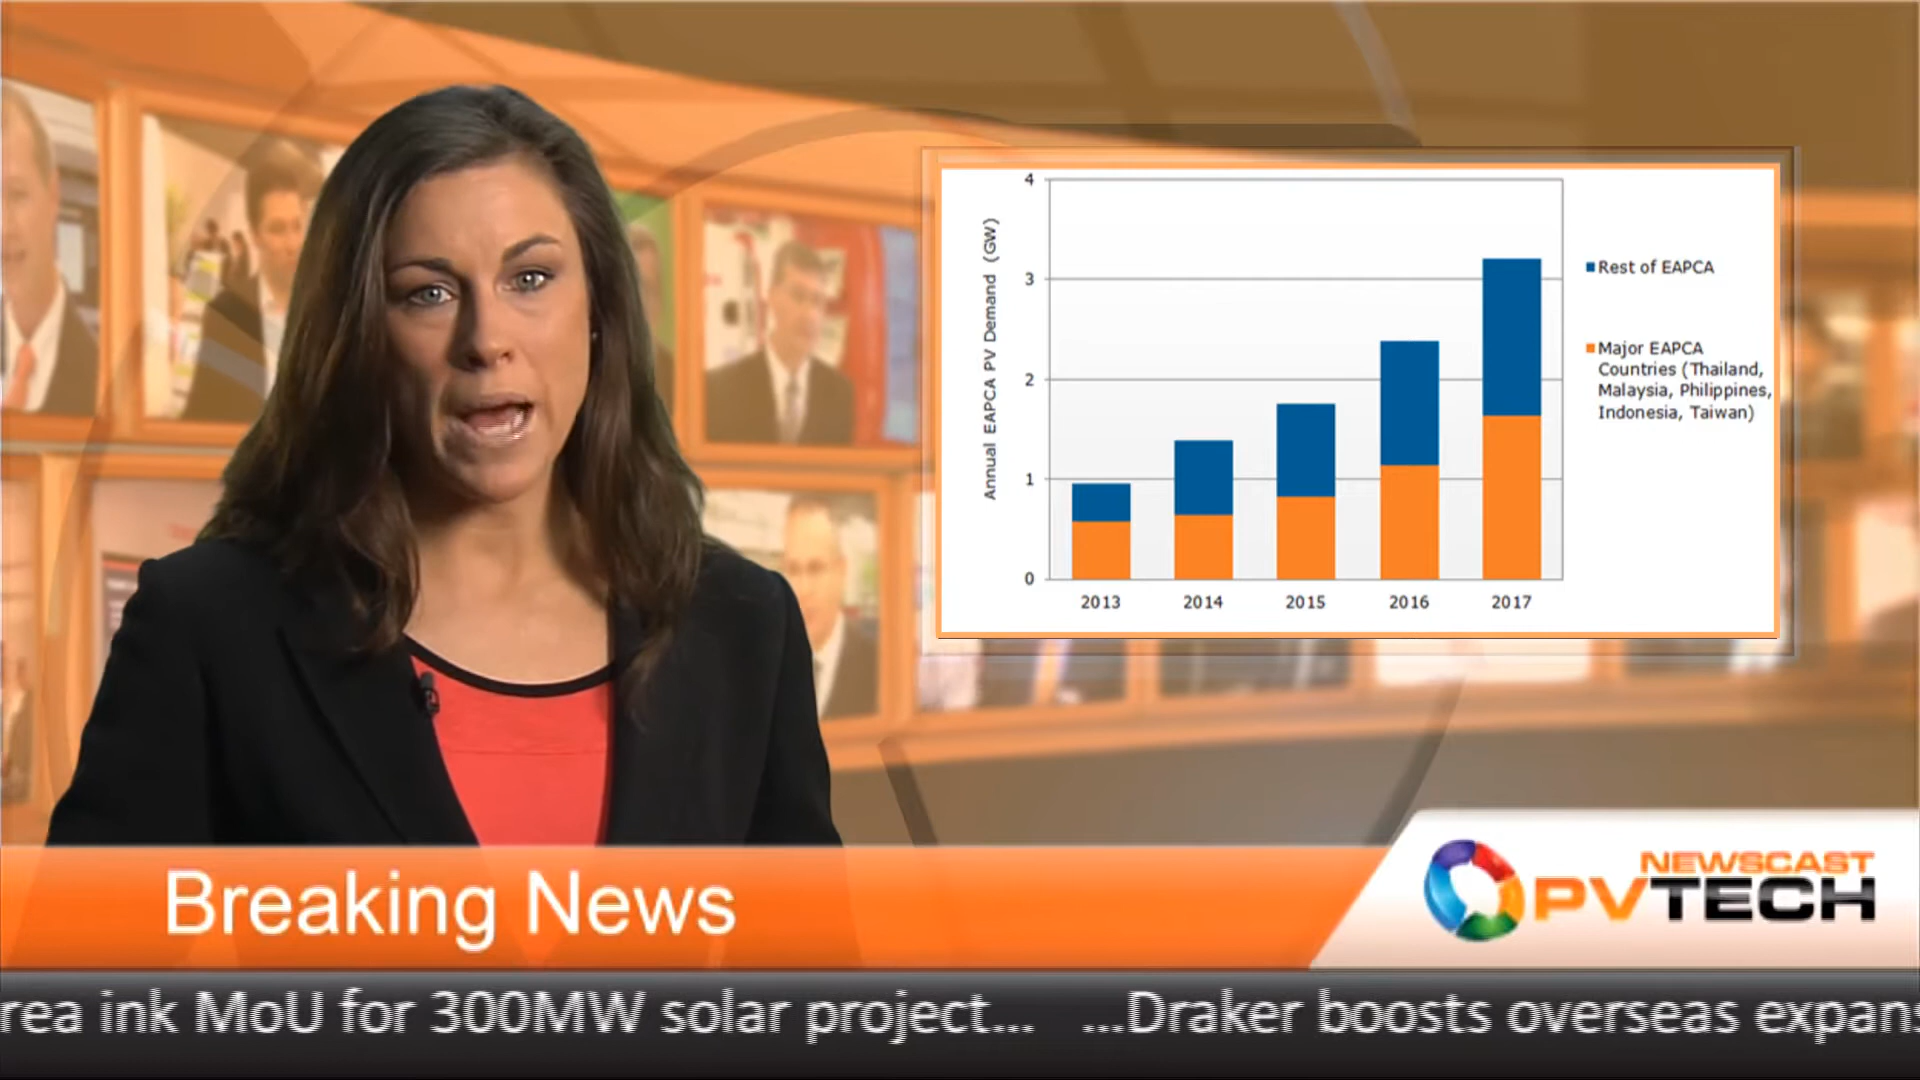 4
3
2
1
0
Annual EAPCA PV Demand (GW)
2013 2014 2015 2016 2017
Rest of EAPCA
Major EAPCA
Countries (Thailand,
Malaysia, Philippines,
Indonesia, Taiwan)
Breaking News
NEWSCAST
PVTECH
rea ink MoU for 300MW solar project... ...Draker boosts overseas expans